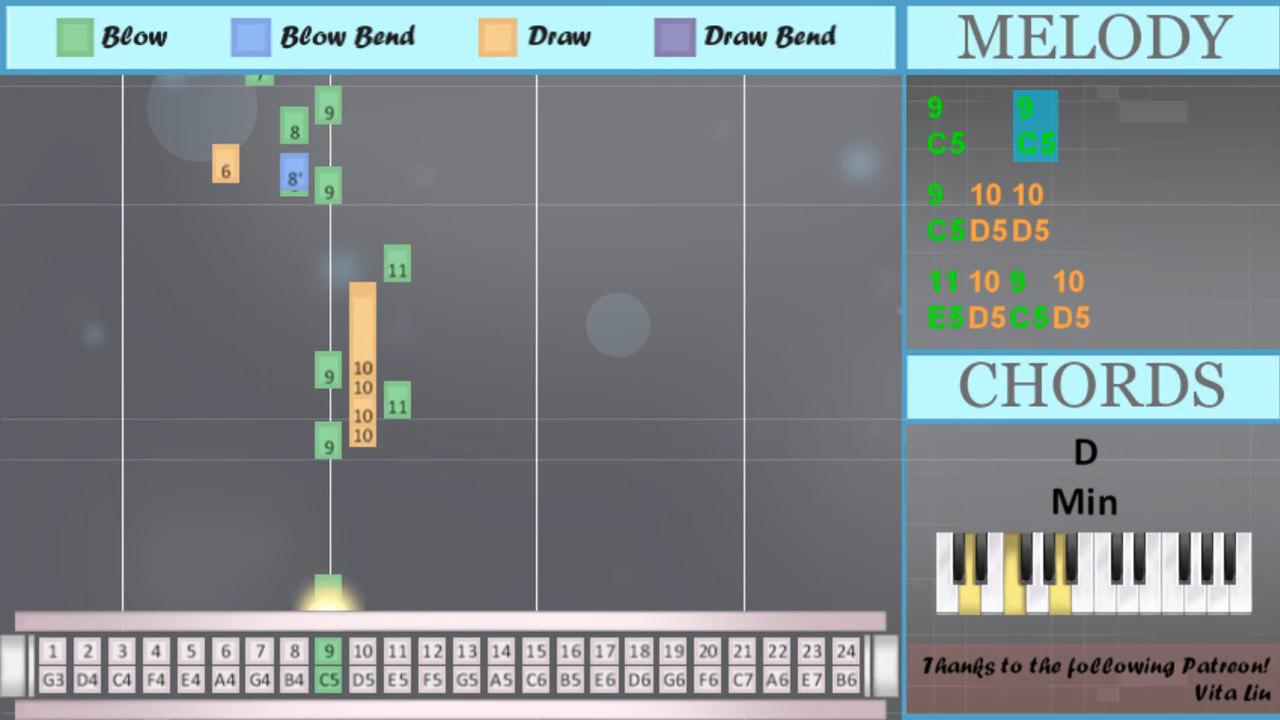 Blow Blow Bend Draw Draw Bend
MELODY
7
9
8
6
8'
9
11
10
9
10
11
10
9
10
9 9
C5 C5
9 10 10
C5 D5 D5
11 10 9 10
E5 D5 C5 D5
CHORDS
D
Min
1 2 3 4 5 6 7 8 9 10 11 12 13 14 15 16 17 18 19 20 21 22 23 24
G3 D4 C4 F4 E4 A4 G4 B4 C5 D5 E5 F5 G5 A5 C6 B5 E6 D6 G6 F6 C7 A6 E7 B6
Thanks to the following Patreon!
Vita Liu